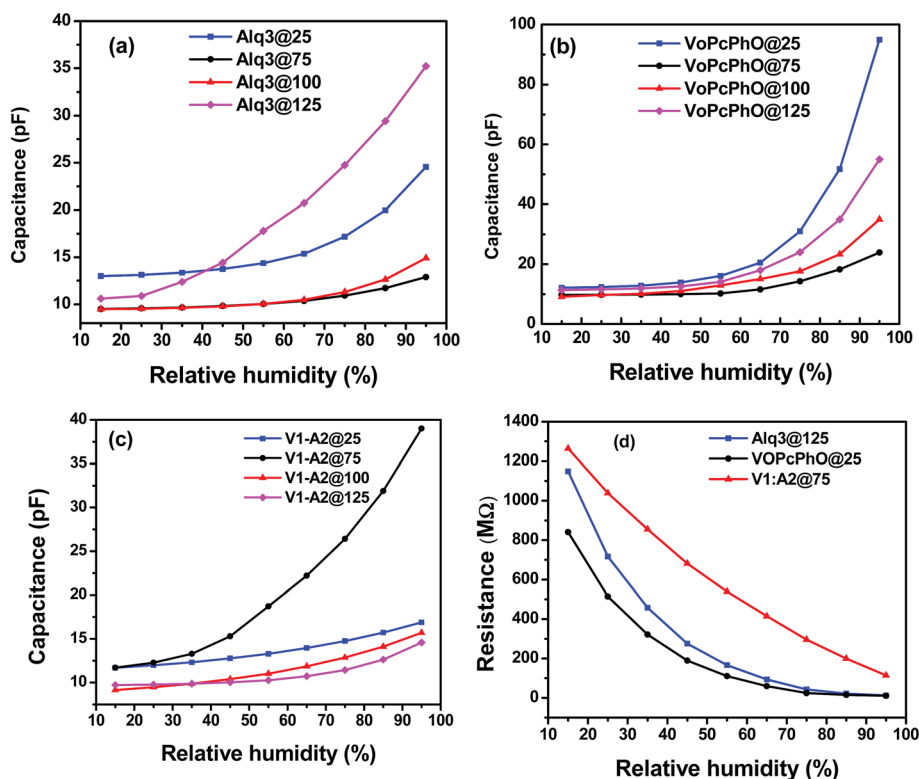 (a)
Alq3@25
Alq3@75
Alq3@100
Alq3@125
40
35
30
25
20
15
10
Capacitance (pF)
10 20 30 40 50 60 70 80 90 100
Relative humidity (%)
(b)
VoPcPhO@25
VoPcPhO@75
VoPcPhO@100
VoPcPhO@125
100
80
60
40
20
0
Capacitance (pF)
10 20 30 40 50 60 70 80 90 100
Relative humidity (%)
(c)
V1-A2@25
V1-A2@75
V1-A2@100
V1-A2@125
40
35
30
25
20
15
10
Capacitance (pF)
10 20 30 40 50 60 70 80 90 100
Relative humidity (%)
(d)
Alq3@125
VOPcPhO@25
V1:A2@75
1400
1200
1000
800
600
400
200
0
Resistance (MΩ)
10 20 30 40 50 60 70 80 90 100
Relative humidity (%)